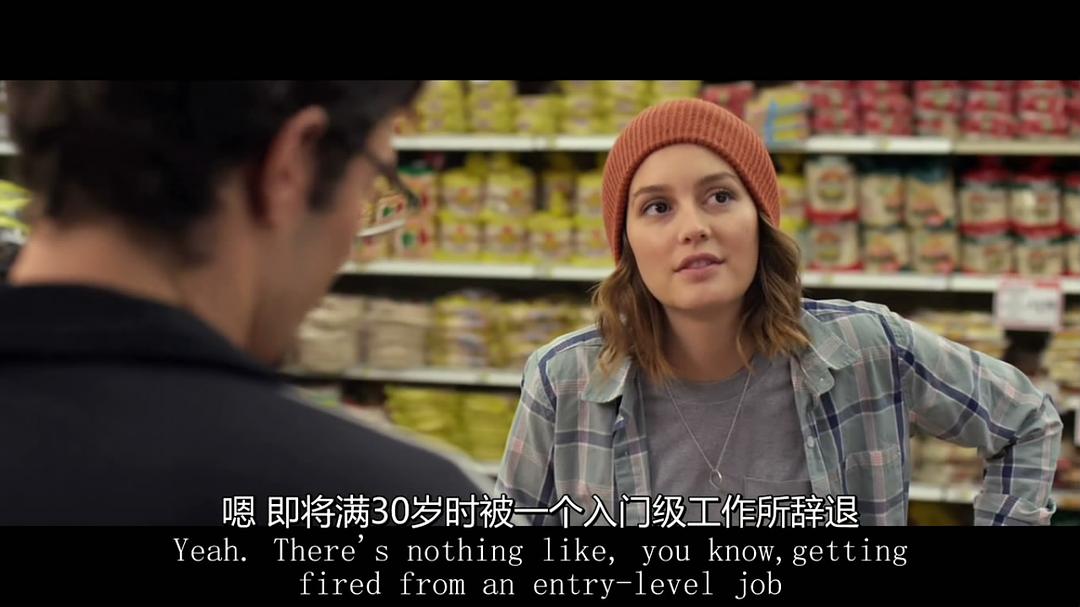 嗯 即将满30岁时被一个入门级工作所辞退
Yeah. There's nothing like, you know,getting
fired from an entry-level job